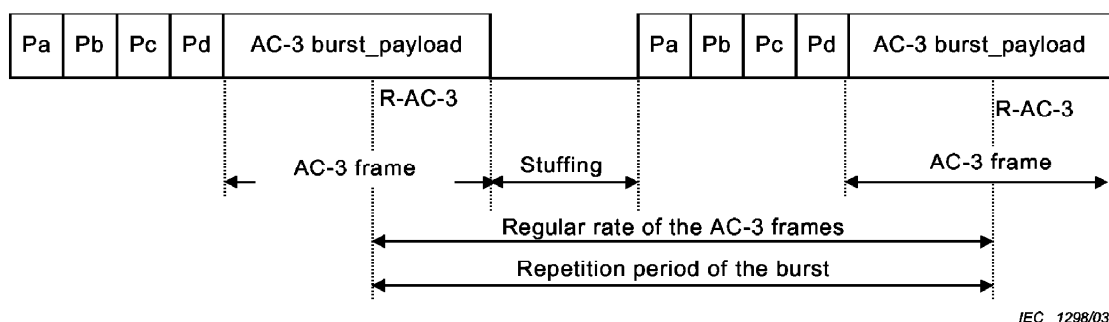 Pa Pb Pc Pd AC-3 burst_payload Pa Pb Pc Pd AC-3 burst_payload
R-AC-3 R-AC-3
AC-3 frame Stuffing AC-3 frame
Regular rate of the AC-3 frames
Repetition period of the burst
IEC 1298/03